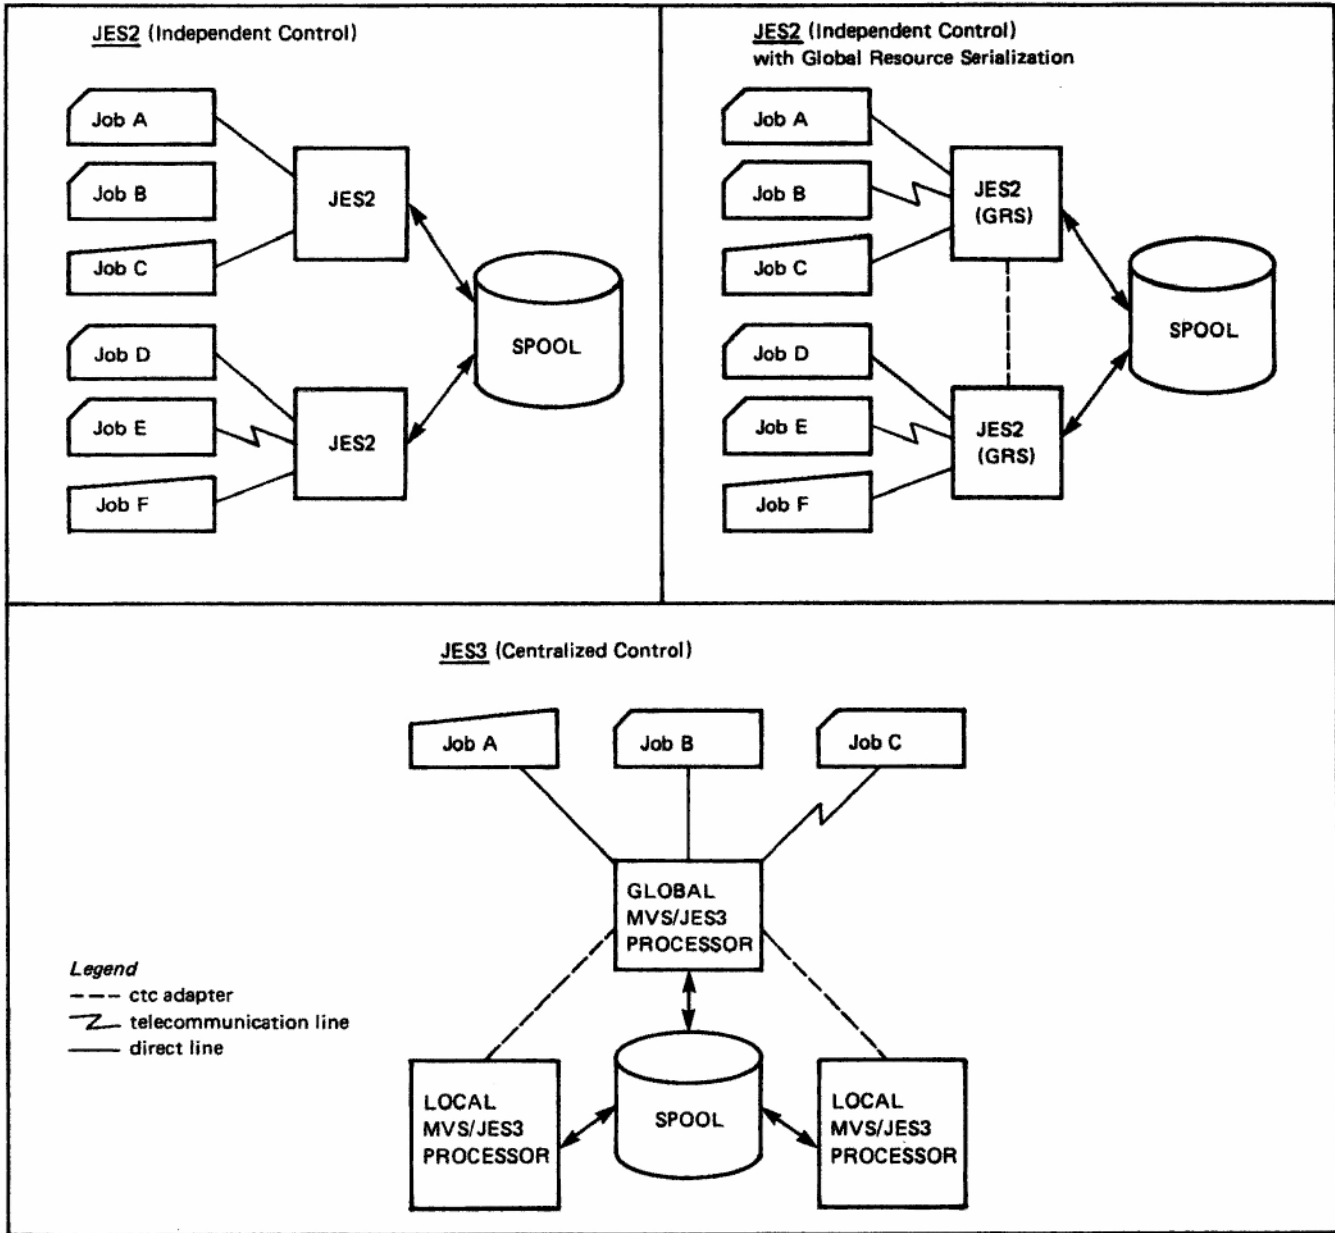 JES2 (Independent Control)
Job A
Job B
Job C
JES2
Job D
Job E
Job F
JES2
SPOOL
JES2 (Independent Control)
with Global Resource Serialization
Job A
Job B
Job C
JES2
(GRS)
Job D
Job E
Job F
JES2
(GRS)
SPOOL
JES3 (Centralized Control)
Job A
Job B
Job C
GLOBAL
MVS/JES3
PROCESSOR
Legend
ctc adapter
telecommunication line
direct line
LOCAL
MVS/JES3
PROCESSOR
SPOOL
LOCAL
MVS/JES3
PROCESSOR